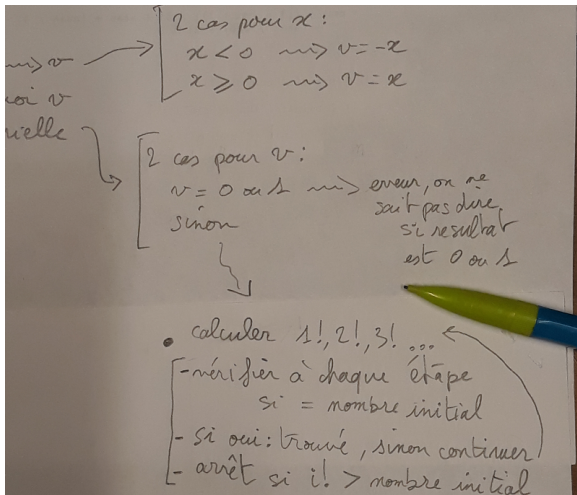 2 cas pour x :
x < 0 ⟿ v = -x
x ⩾ 0 ⟿ v = x
⟿ v
v
2 cas pour v :
v = 0 ou 1 ⟿ erreur, on ne
sait pas dire
si resultat
est 0 ou 1
sinon
• calculer 1!, 2!, 3! ...
- vérifier à chaque étape
si = nombre initial
- si oui : trouvé, sinon continuer
- arrêt si i! > nombre initial